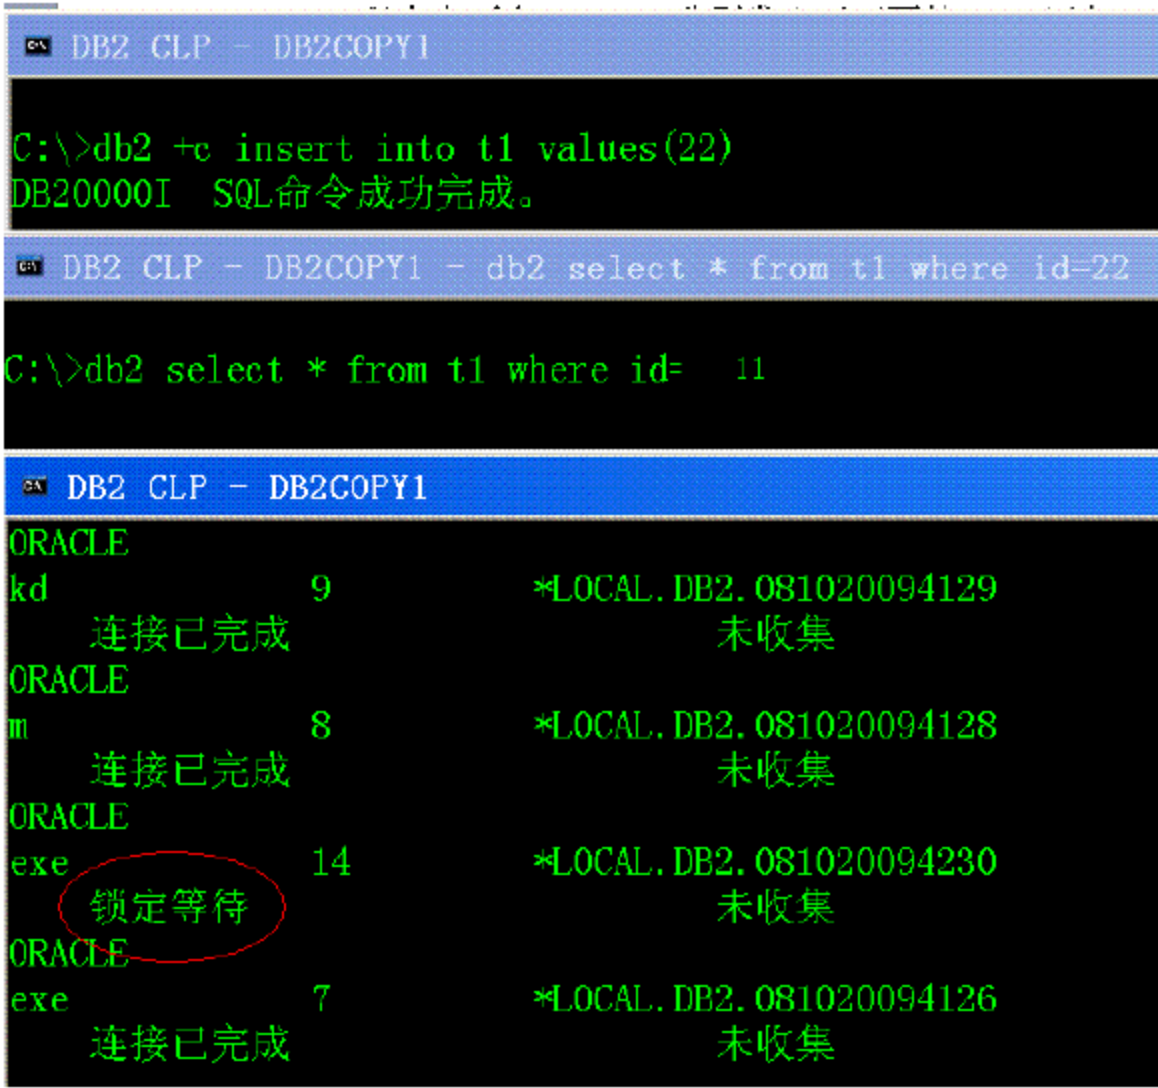 DB2 CLP - DB2COPY1
C:\>db2 +c insert into t1 values(22)
DB20000I SQL命令成功完成。
DB2 CLP - DB2COPY1 - db2 select * from t1 where id=22
C:\>db2 select * from t1 where id= 11
DB2 CLP - DB2COPY1
ORACLE
kd 9 *LOCAL.DB2.081020094129
连接已完成 未收集
ORACLE
m 8 *LOCAL.DB2.081020094128
连接已完成 未收集
ORACLE
exe 14 *LOCAL.DB2.081020094230
锁定等待 未收集
ORACLE
exe 7 *LOCAL.DB2.081020094126
连接已完成 未收集